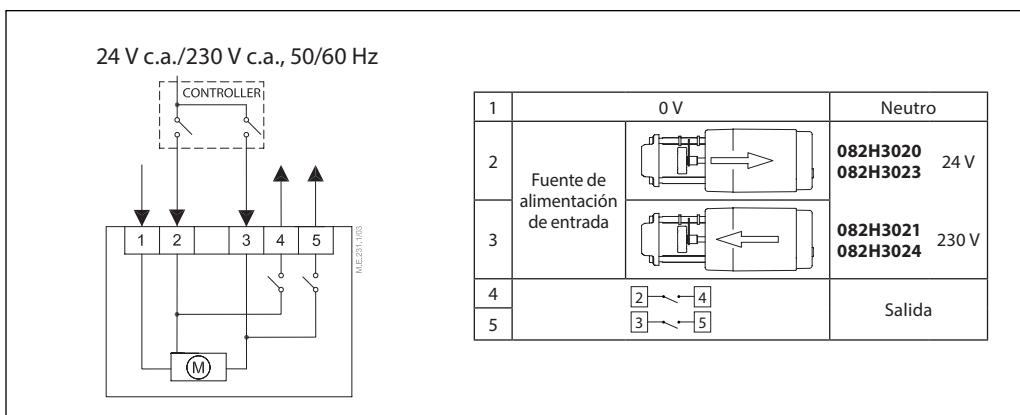 24 V c.a./230 V c.a., 50/60 Hz
CONTROLLER
1 2 3 4 5
M.E.231.1/03
M
1 0 V Neutro
2 Fuente de alimentación de entrada 082H3020 082H3023 24 V
3 082H3021 082H3024 230 V
4 2 4 Salida
5 3 5